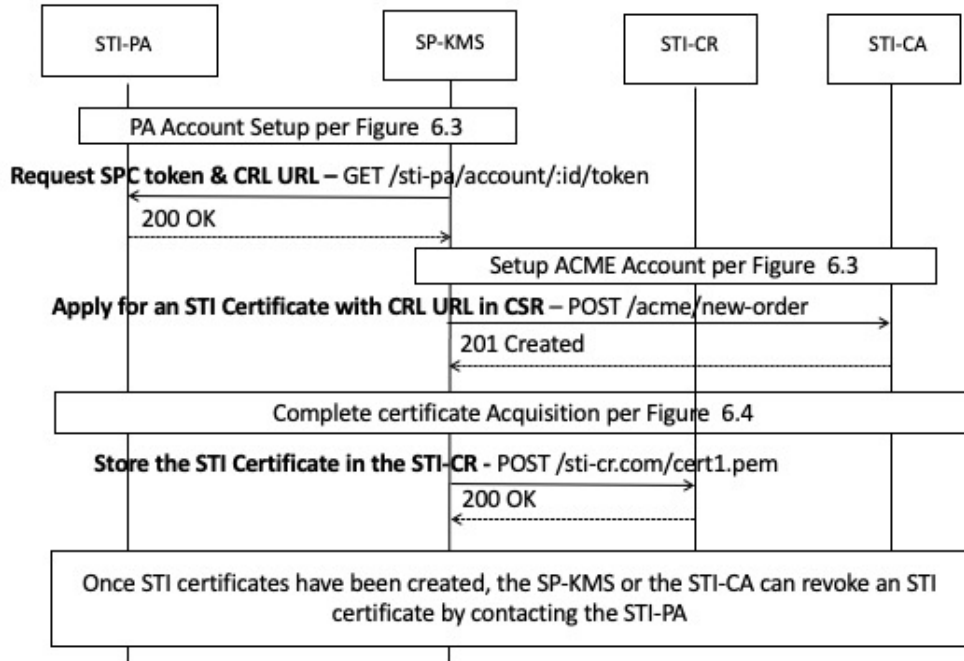 STI-PA
SP-KMS
STI-CR
STI-CA
PA Account Setup per Figure 6.3
Request SPC token & CRL URL – GET /sti-pa/account/:id/token
200 OK
Setup ACME Account per Figure 6.3
Apply for an STI Certificate with CRL URL in CSR – POST /acme/new-order
201 Created
Complete certificate Acquisition per Figure 6.4
Store the STI Certificate in the STI-CR - POST /sti-cr.com/cert1.pem
200 OK
Once STI certificates have been created, the SP-KMS or the STI-CA can revoke an STI
certificate by contacting the STI-PA